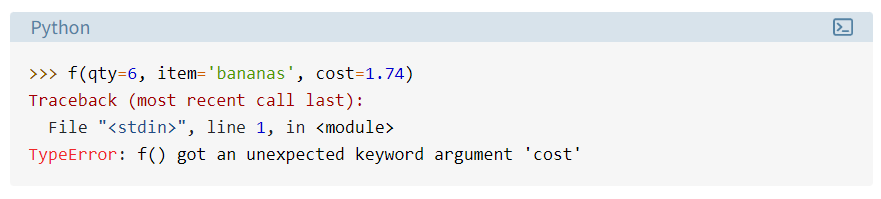 Python
>>> f(qty=6, item='bananas', cost=1.74)
Traceback (most recent call last):
  File "<stdin>", line 1, in <module>
TypeError: f() got an unexpected keyword argument 'cost'